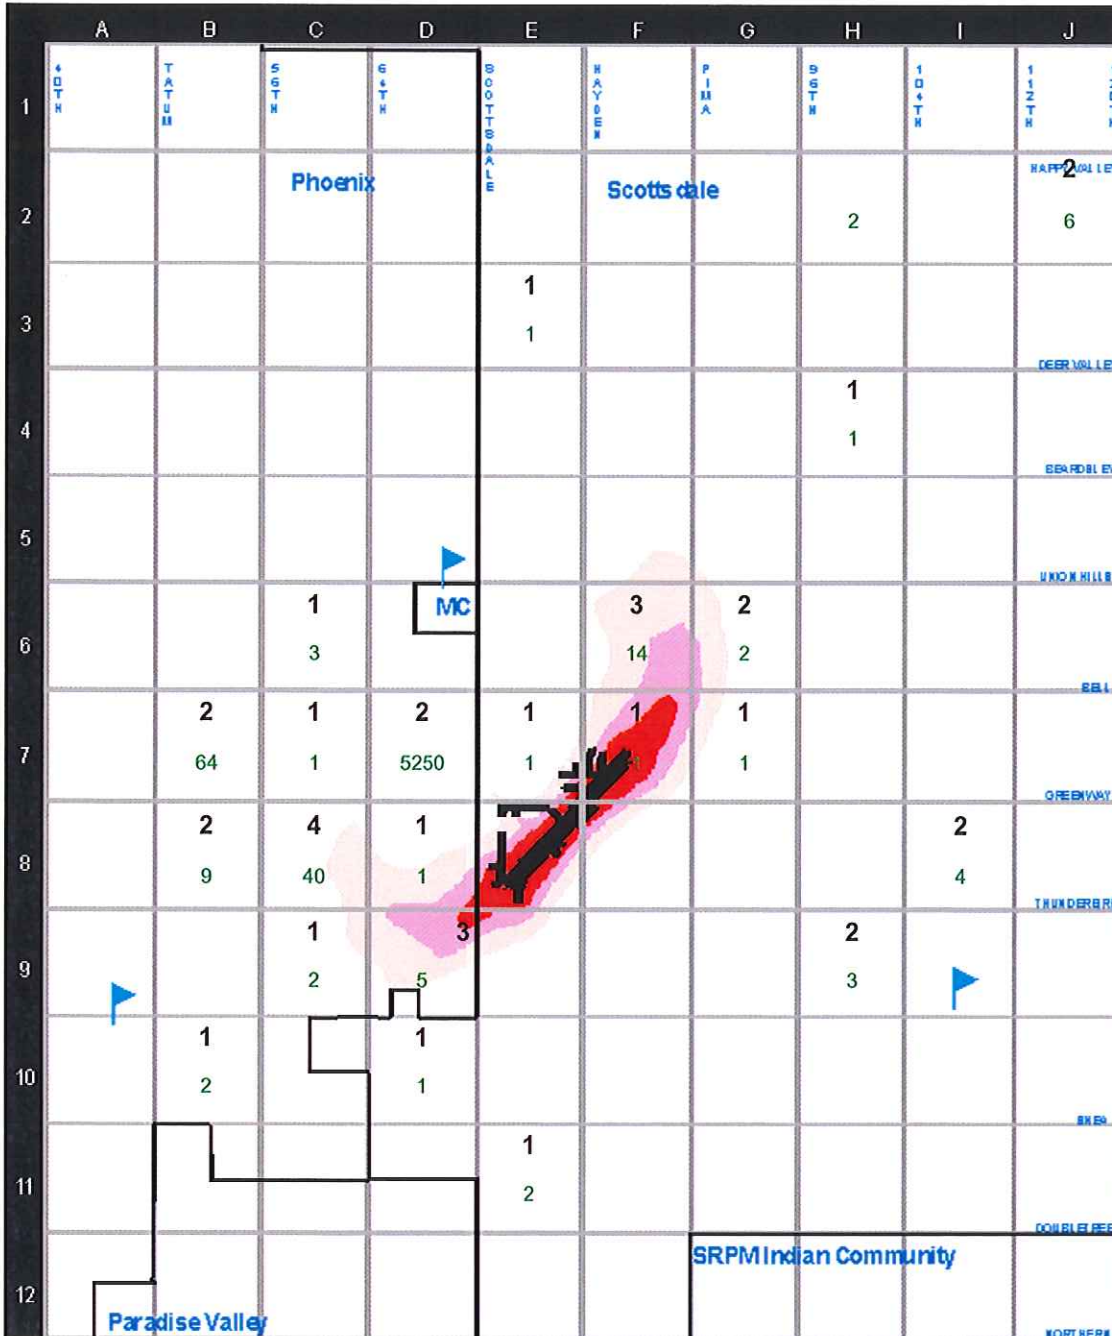 A B C D E F G H I J
1
40TH
TATUM
56TH
64TH
SCOTTSDALE
HAYDEN
PIMA
96TH
104TH
112TH
Phoenix
Scottsdale
HAPPY VALLEY
2
2
2 6
1
3
1
DEER VALLEY
1
4
1
BEARDSLEY
5
UNION HILLS
1 MC 3 2
6
3 14 2
BELL
2 1 2 1 1 1
7
64 1 5250 1 1 1
GREENWAY
2 4 1 2
8
9 40 1 4
THUNDERBIRD
1 3 2
9
2 5 3
1 1
10
2 1
SHEA
1
11
2
DOUBLETREE
SRPM Indian Community
12
Paradise Valley
NORTHERN